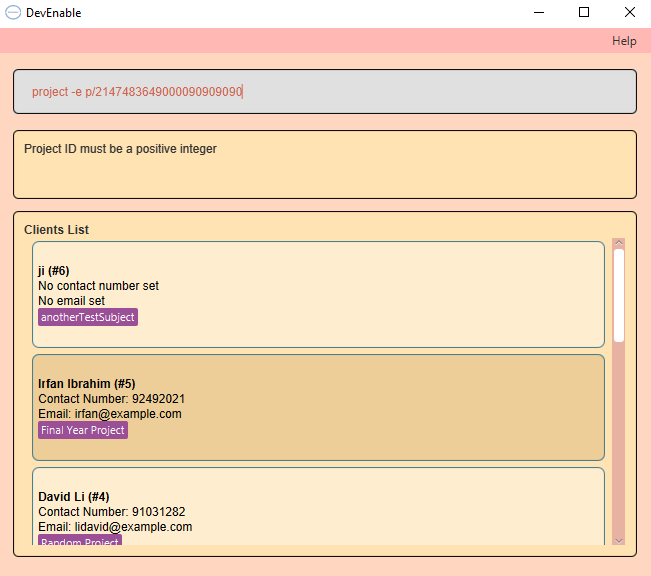 DevEnable
Help
project -e p/2147483649000090909090
Project ID must be a positive integer
Clients List
ji (#6)
No contact number set
No email set
anotherTestSubject
Irfan Ibrahim (#5)
Contact Number: 92492021
Email: irfan@example.com
Final Year Project
David Li (#4)
Contact Number: 91031282
Email: lidavid@example.com
Random Project